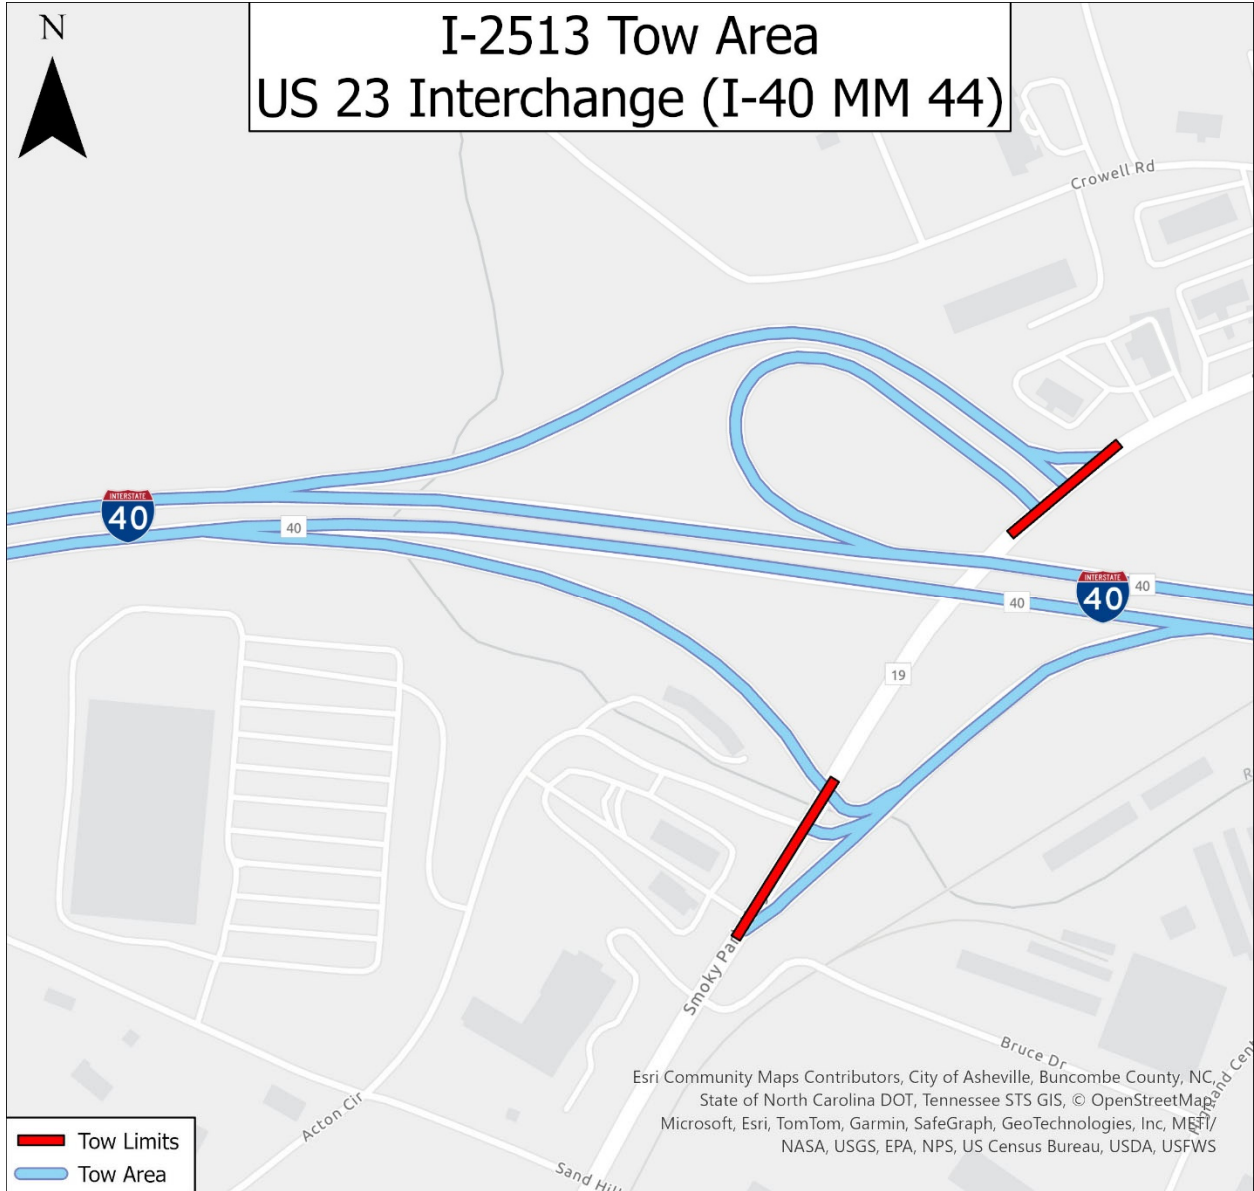 N
I-2513 Tow Area
US 23 Interchange (I-40 MM 44)
Crowell Rd
INTERSTATE
40
40
INTERSTATE
40
40
40
19
Smoky Pa
Bruce Dr
Acton Cir
Sand Hill
Esri Community Maps Contributors, City of Asheville, Buncombe County, NC,
State of North Carolina DOT, Tennessee STS GIS, © OpenStreetMap,
Microsoft, Esri, TomTom, Garmin, SafeGraph, GeoTechnologies, Inc, METI/
NASA, USGS, EPA, NPS, US Census Bureau, USDA, USFWS
Tow Limits
Tow Area